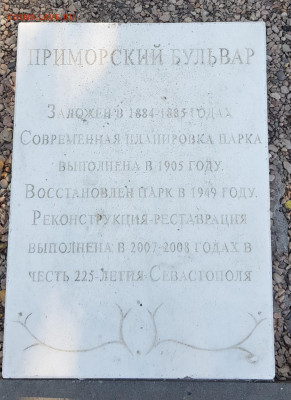 ПРИМОРСКИЙ БУЛЬВАР
ЗАЛОЖЕН В 1884-1885 ГОДАХ
СОВРЕМЕННАЯ ПЛАНИРОВКА ПАРКА
ВЫПОЛНЕНА В 1905 ГОДУ.
ВОССТАНОВЛЕН ПАРК В 1949 ГОДУ.
РЕКОНСТРУКЦИЯ-РЕСТАВРАЦИЯ
ВЫПОЛНЕНА В 2007-2008 ГОДАХ В
ЧЕСТЬ 225-ЛЕТИЯ СЕВАСТОПОЛЯ